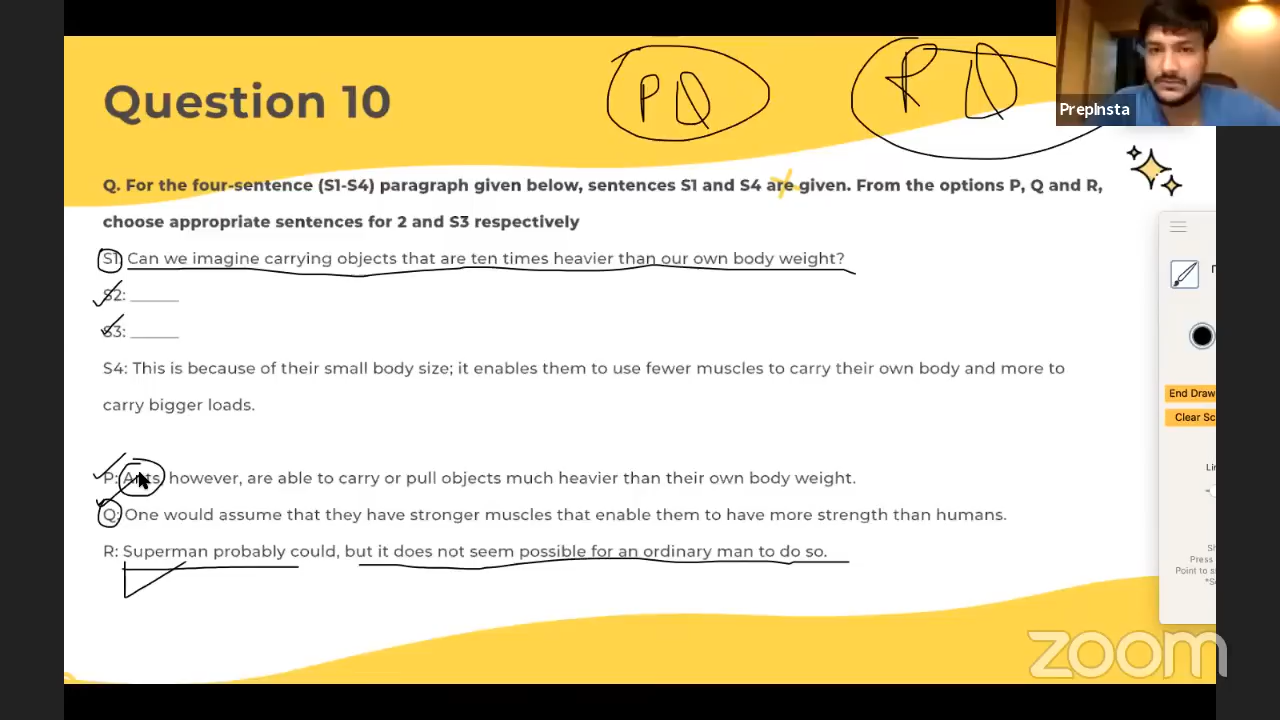 PQ
PQ
PrepInsta
Question 10
Q. For the four-sentence (S1-S4) paragraph given below, sentences S1 and S4 are given. From the options P, Q and R,
choose appropriate sentences for 2 and S3 respectively
S1: Can we imagine carrying objects that are ten times heavier than our own body weight?
S2: _____
S3: _____
S4: This is because of their small body size; it enables them to use fewer muscles to carry their own body and more to
carry bigger loads.
End Draw
Clear Sc
P: Ants, however, are able to carry or pull objects much heavier than their own body weight.
Q: One would assume that they have stronger muscles that enable them to have more strength than humans.
R: Superman probably could, but it does not seem possible for an ordinary man to do so.
Press
Point to s
zoom